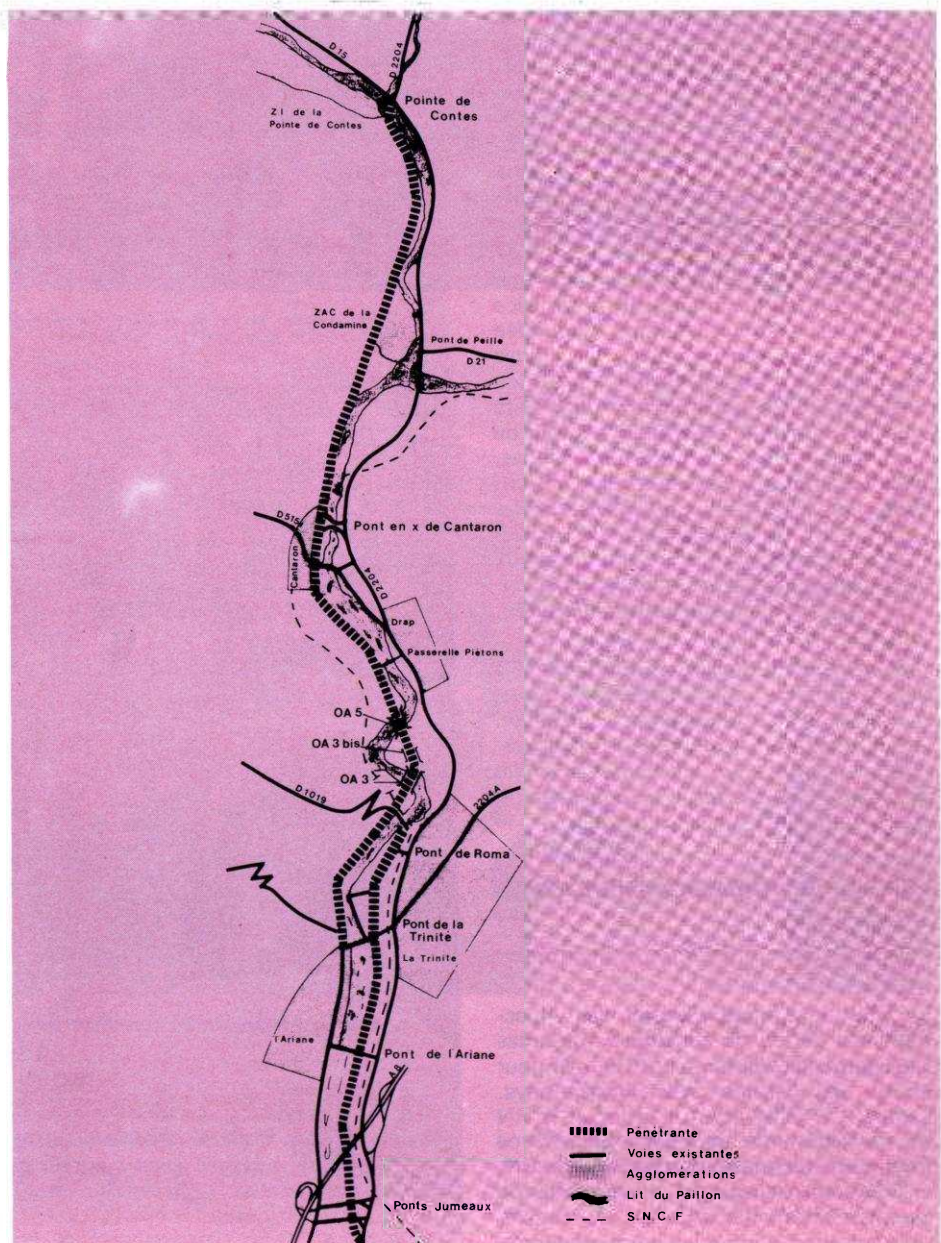 D 15
D 2204
Pointe de
Contes
Z I de la
Pointe de Contes
ZAC de la
Condamine
Pont de Peille
D 21
D 515
Pont en x de Cantaron
Cantaron
D 2204
Drap
Passerelle Piétons
OA 5
OA 3 bis
OA 3
D 1019
2204A
Pont de Roma
Pont de la
Trinité
La Trinité
l'Ariane
Pont de l'Ariane
A 8
Ponts Jumeaux
Pénétrante
Voies existantes
Agglomérations
Lit du Paillon
S.N.C.F